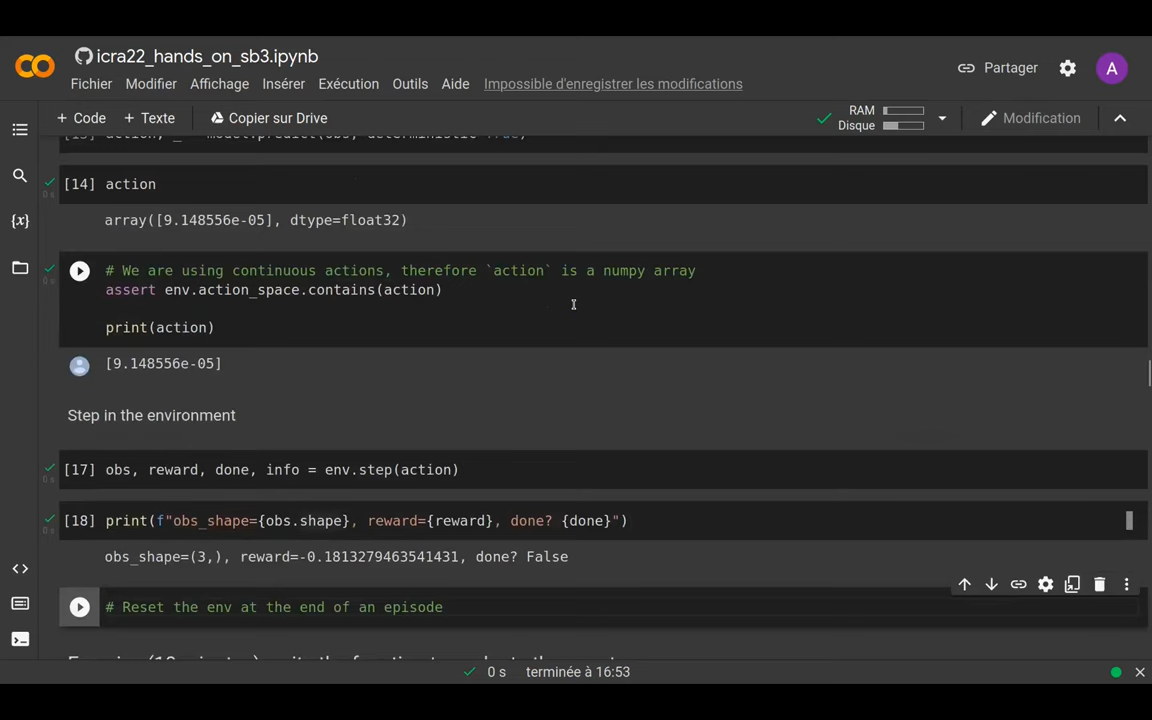 icra22_hands_on_sb3.ipynb
Partager
A
Fichier Modifier Affichage Insérer Exécution Outils Aide Impossible d'enregistrer les modifications
+ Code + Texte Copier sur Drive
RAM
Disque
Modification
[14] action
0 s
array([9.148556e-05], dtype=float32)
0 s
# We are using continuous actions, therefore `action` is a numpy array
assert env.action_space.contains(action)
print(action)
[9.148556e-05]
Step in the environment
[17] obs, reward, done, info = env.step(action)
0 s
[18] print(f"obs_shape={obs.shape}, reward={reward}, done? {done}")
0 s
obs_shape=(3,), reward=-0.1813279463541431, done? False
# Reset the env at the end of an episode
0 s terminée à 16:53